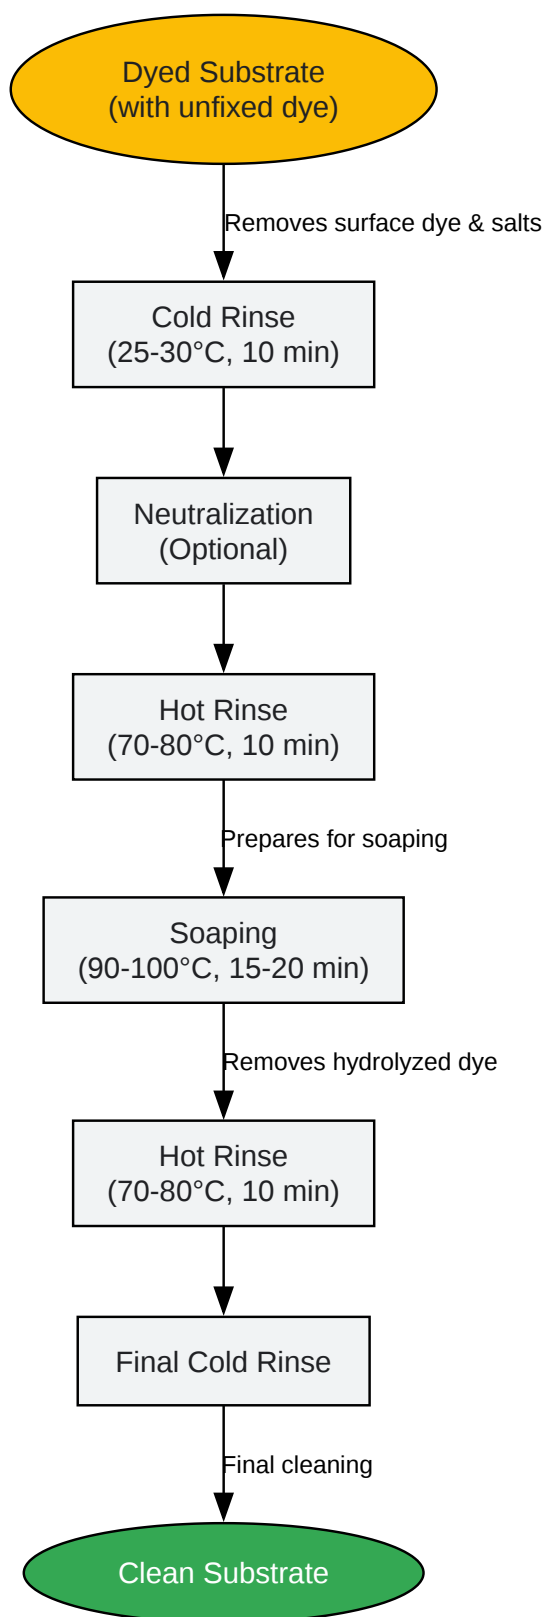 Dyed Substrate
(with unfixed dye)
Removes surface dye & salts
Cold Rinse
(25-30°C, 10 min)
Neutralization
(Optional)
Hot Rinse
(70-80°C, 10 min)
Prepares for soaping
Soaping
(90-100°C, 15-20 min)
Removes hydrolyzed dye
Hot Rinse
(70-80°C, 10 min)
Final Cold Rinse
Final cleaning
Clean Substrate